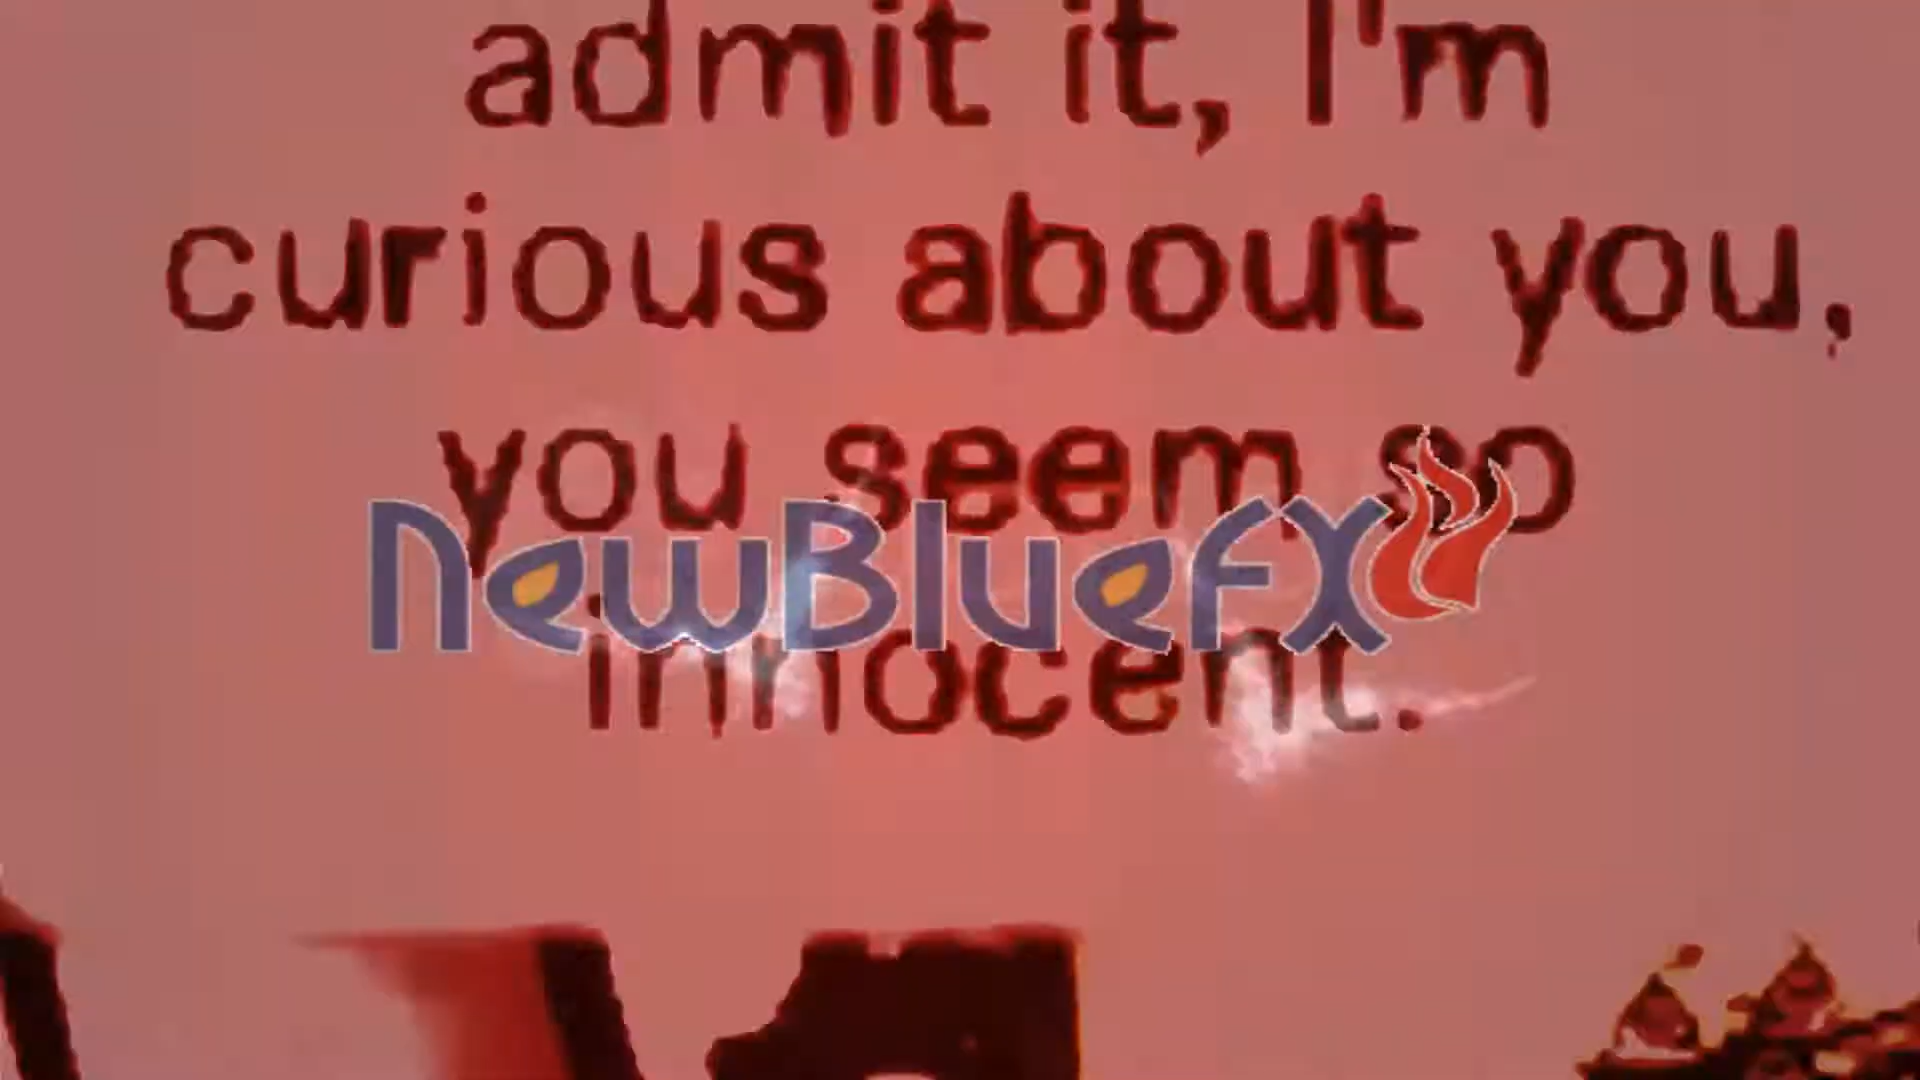 admit it, I'm
curious about you,
you seem so
innocent.
NewBlueFX